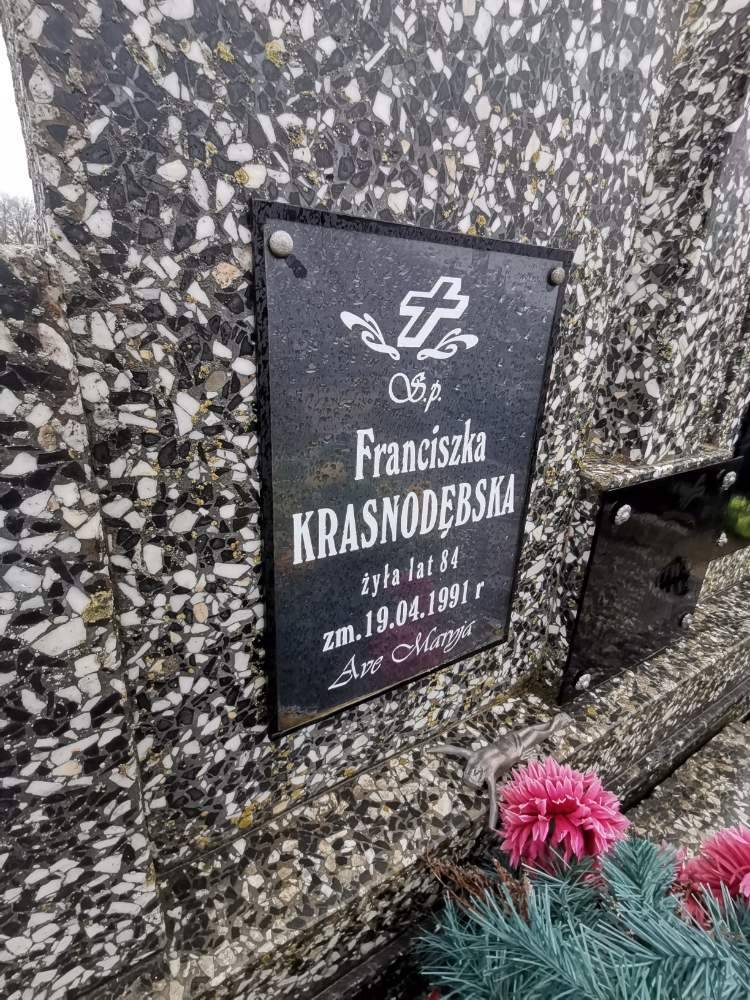 Ś.p.
Franciszka
KRASNODĘBSKA
żyła lat 84
zm.19.04.1991 r
Ave Maryja